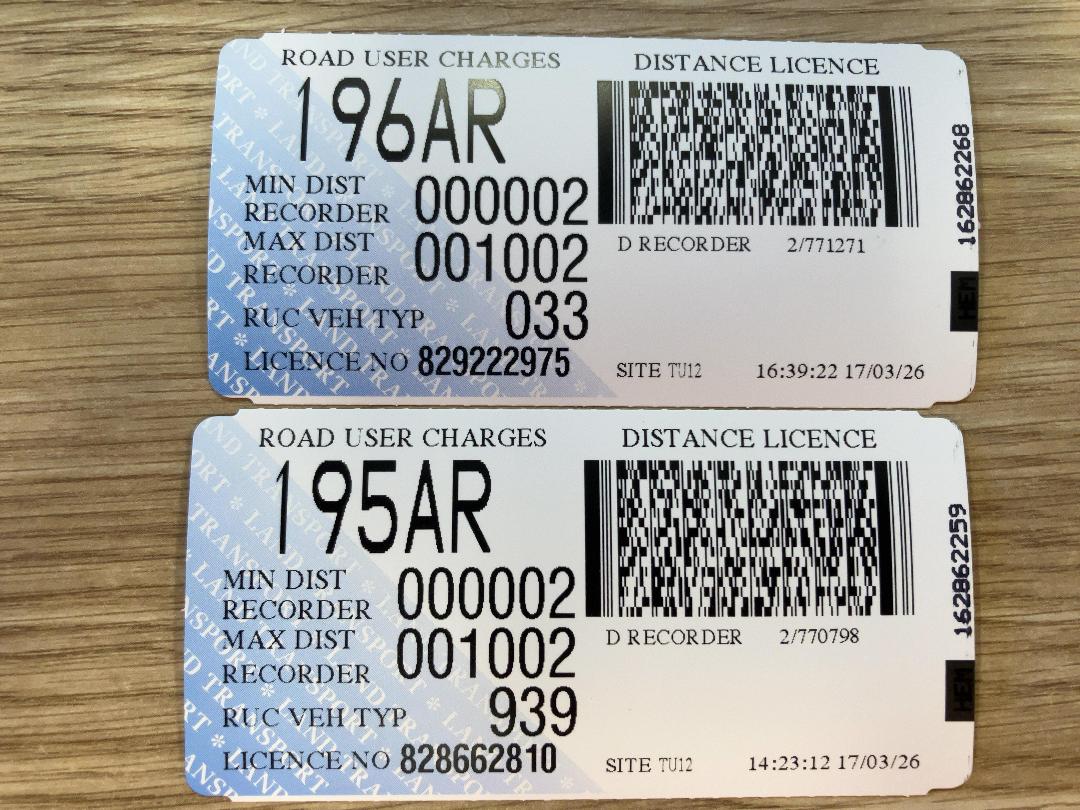 ROAD USER CHARGES
196AR
MIN DIST
RECORDER 000002
MAX DIST
RECORDER 001002
RUC VEH TYP 033
LICENCE NO 829222975
DISTANCE LICENCE
D RECORDER 2/771271
SITE TU12 16:39:22 17/03/26
162862268
HEM
ROAD USER CHARGES
195AR
MIN DIST
RECORDER 000002
MAX DIST
RECORDER 001002
RUC VEH TYP 939
LICENCE NO 828662810
DISTANCE LICENCE
D RECORDER 2/770798
SITE TU12 14:23:12 17/03/26
162862259
HEM